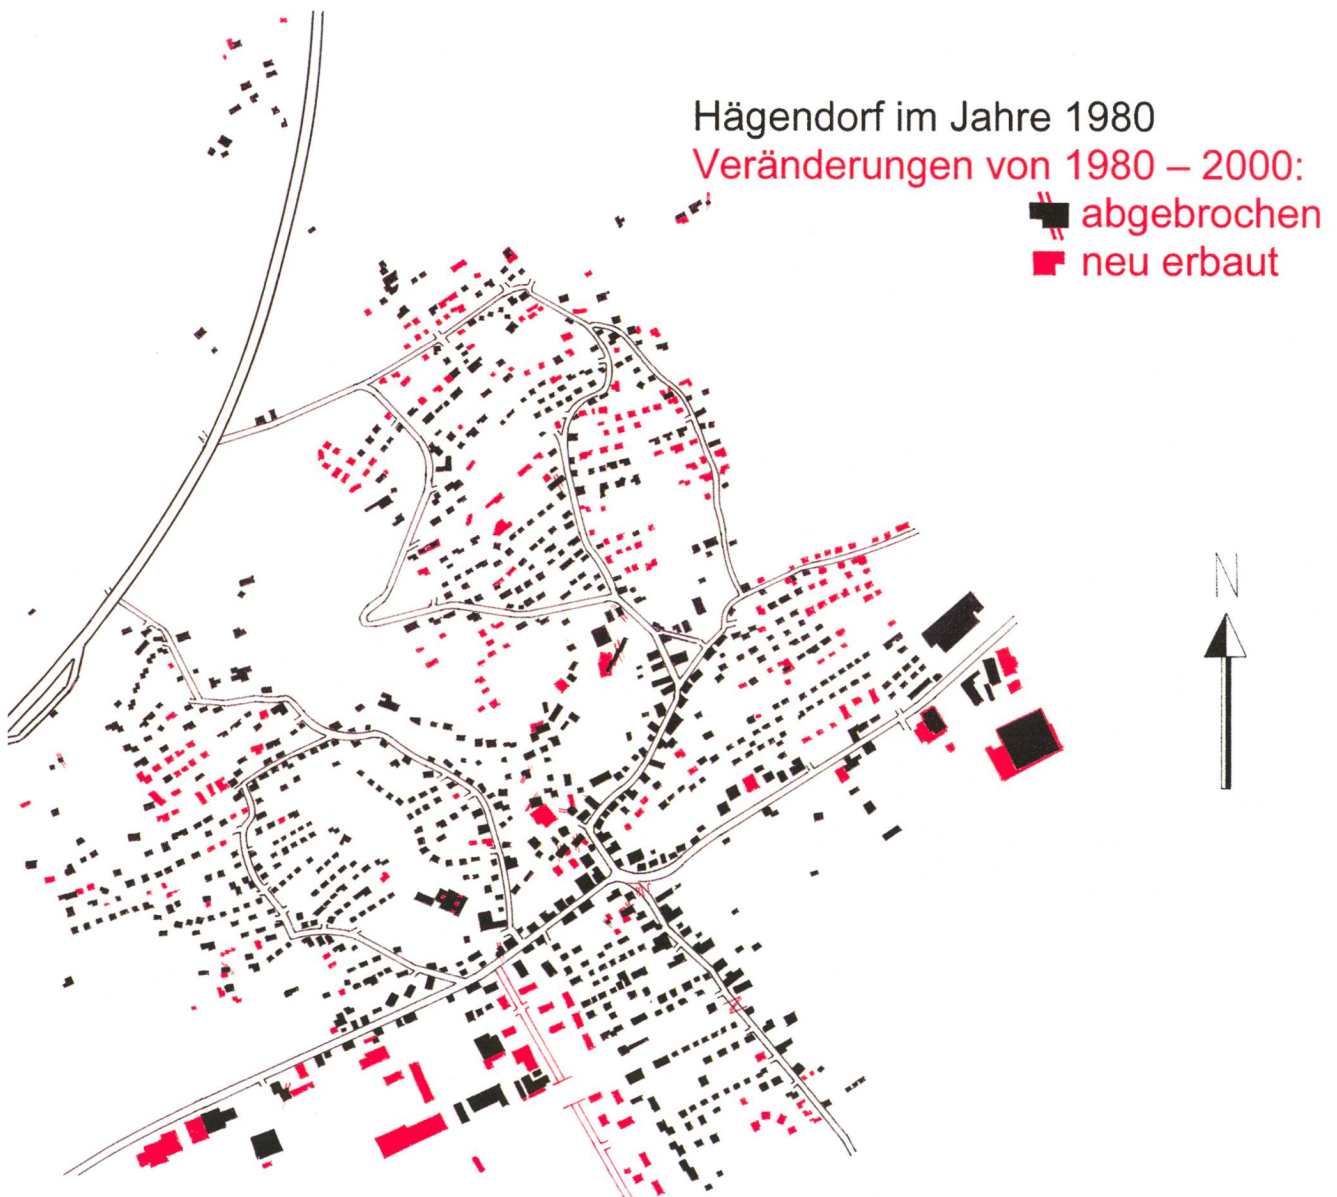 Hägendorf im Jahre 1980
Veränderungen von 1980 – 2000:
abgebrochen
neu erbaut
N